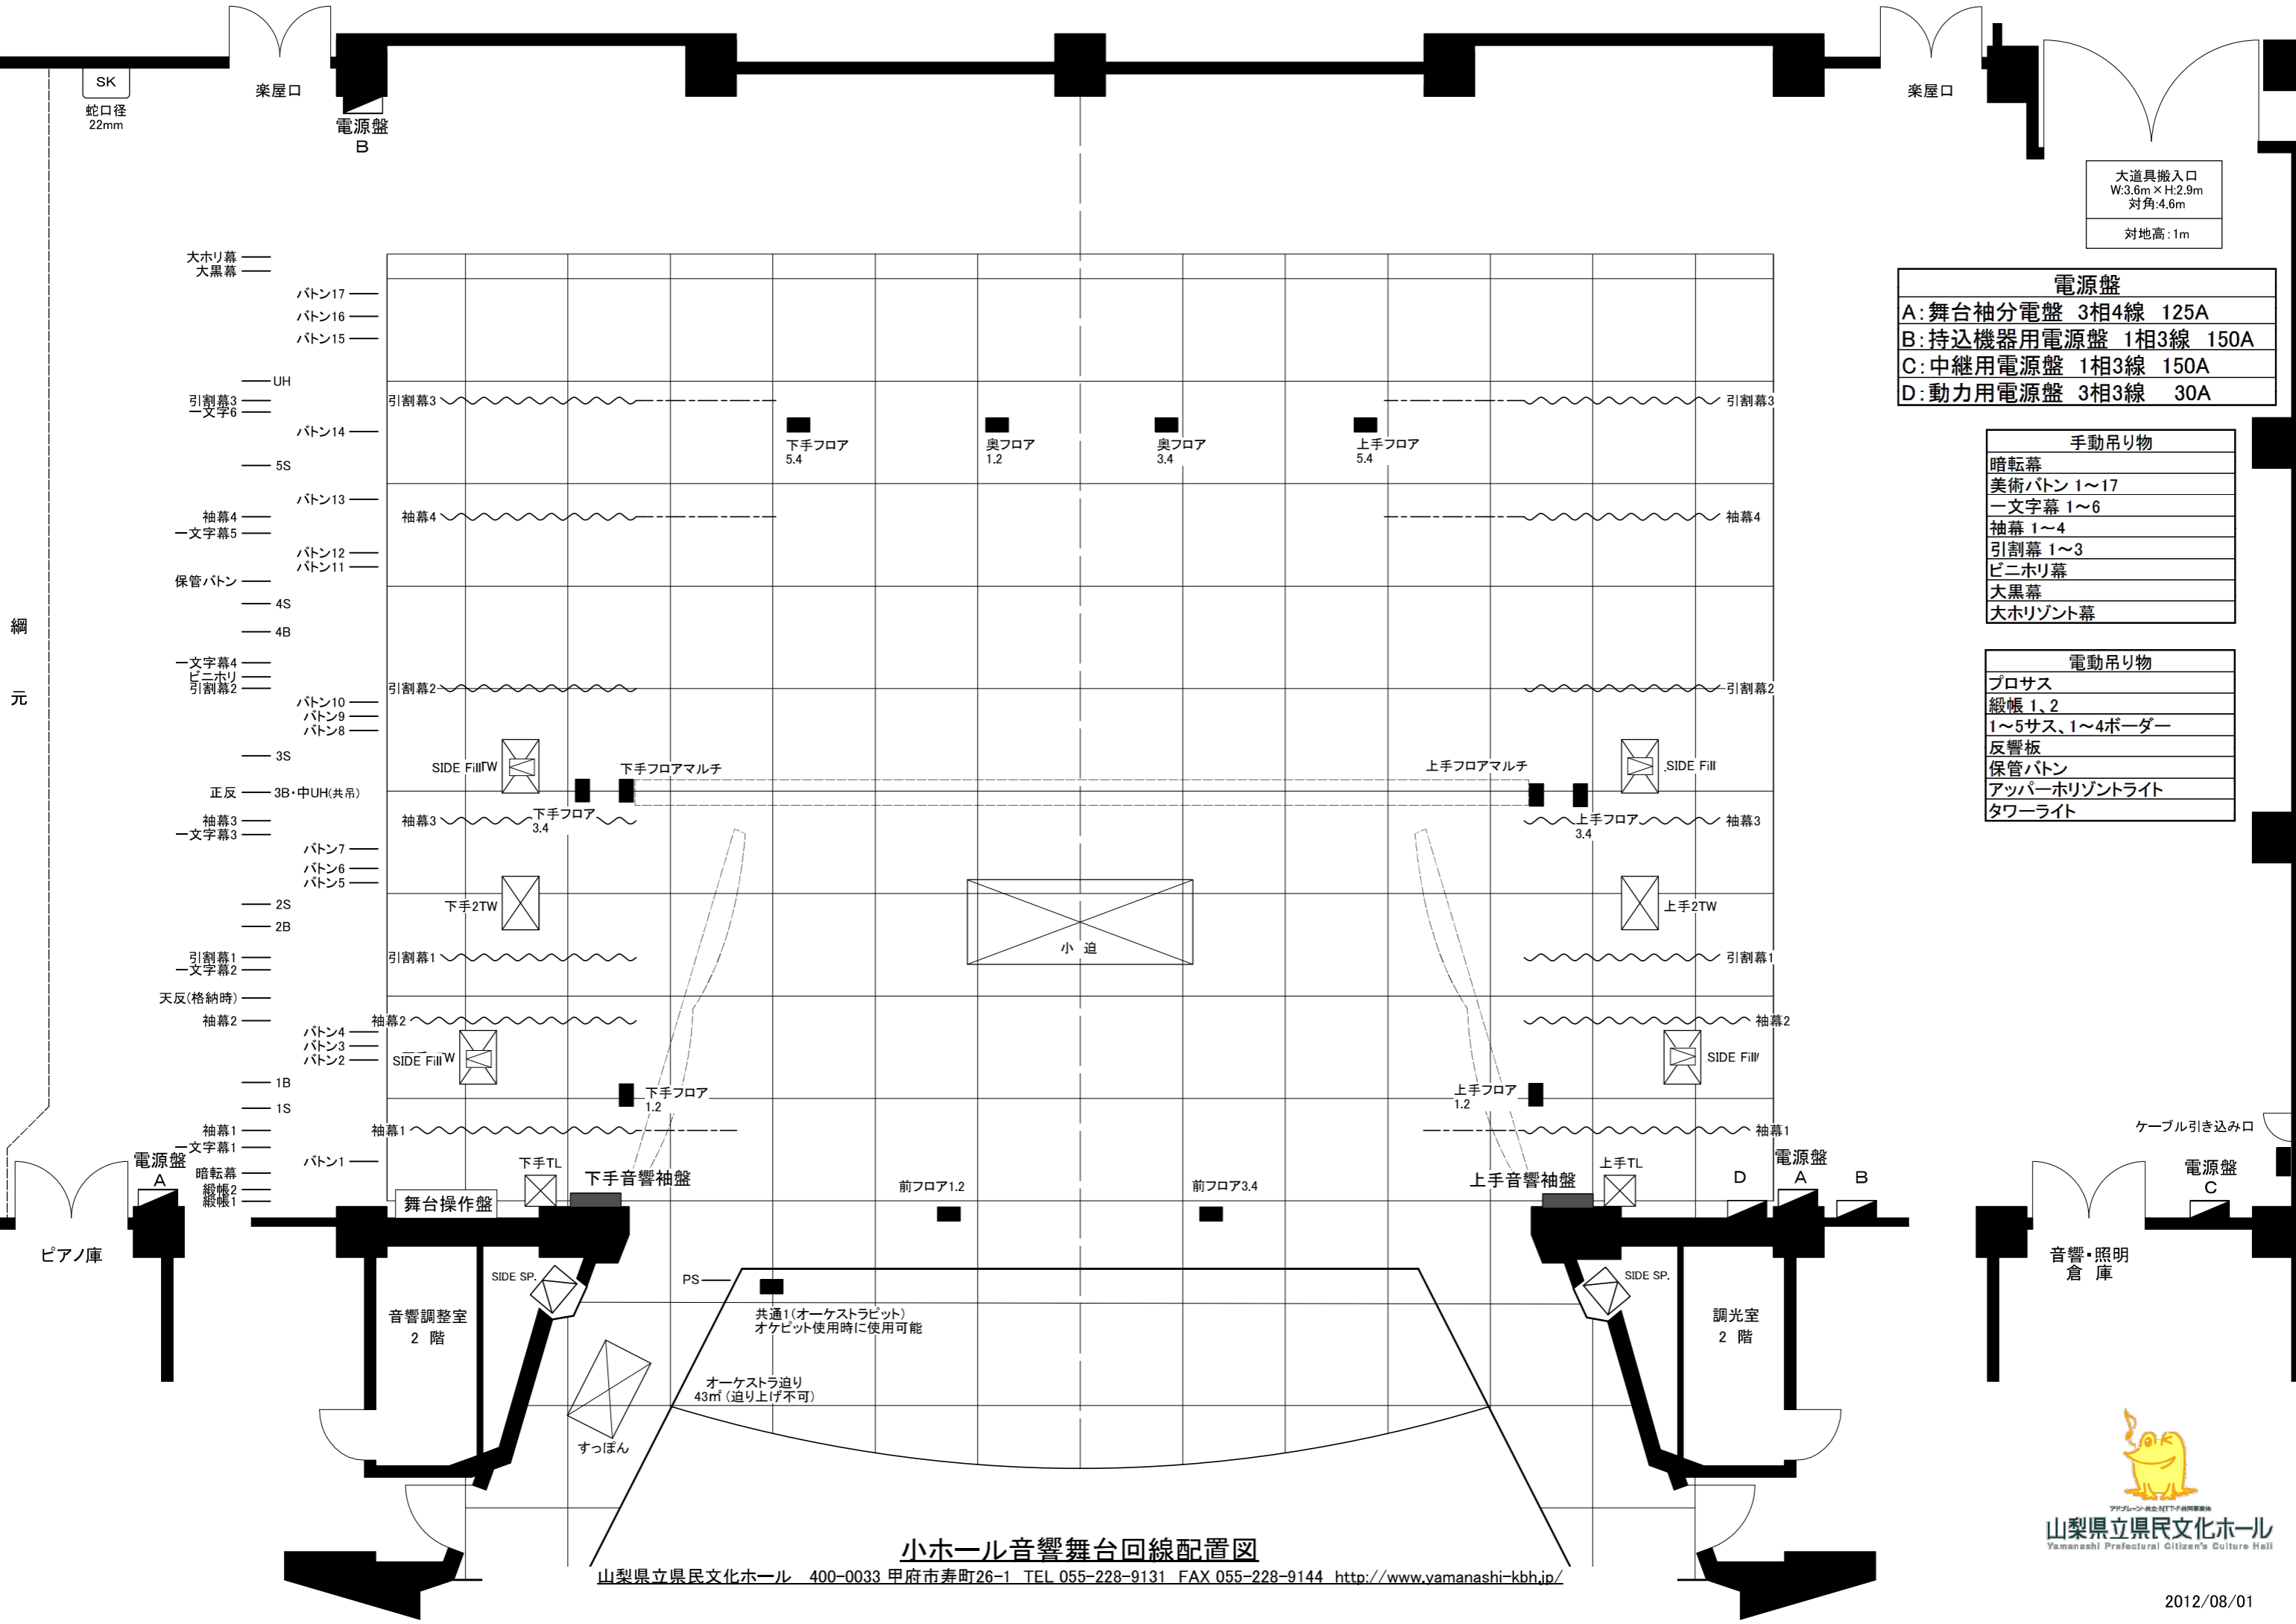 SK
蛇口径
22mm
楽屋口
電源盤
B
楽屋口
大道具搬入口
W:3.6m×H:2.9m
対角:4.6m
対地高:1m
電源盤
A:舞台袖分電盤 3相4線 125A
B:持込機器用電源盤 1相3線 150A
C:中継用電源盤 1相3線 150A
D:動力用電源盤 3相3線 30A
手動吊り物
暗転幕
美術バトン 1～17
一文字幕 1～6
袖幕 1～4
引割幕 1～3
ビニホリ幕
大黒幕
大ホリゾント幕
電動吊り物
プロサス
緞帳 1、2
1～5サス、1～4ボーダー
反響板
保管バトン
アッパーホリゾントライト
タワーライト
綱
元
大ホリ幕
大黒幕
バトン17
バトン16
バトン15
UH
引割幕3
一文字6
バトン14
5S
バトン13
袖幕4
一文字幕5
バトン12
バトン11
保管バトン
4S
4B
一文字幕4
ビニホリ
引割幕2
バトン10
バトン9
バトン8
3S
正反
3B・中UH(共吊)
袖幕3
一文字幕3
バトン7
バトン6
バトン5
2S
2B
引割幕1
一文字幕2
天反(格納時)
袖幕2
バトン4
バトン3
バトン2
1B
1S
袖幕1
一文字幕1
バトン1
暗転幕
緞帳2
緞帳1
引割幕3
引割幕3
下手フロア
5.4
奥フロア
1.2
奥フロア
3.4
上手フロア
5.4
袖幕4
袖幕4
引割幕2
引割幕2
SIDE Fill
TW
下手フロアマルチ
上手フロアマルチ
SIDE Fill
袖幕3
下手フロア
3.4
上手フロア
3.4
袖幕3
下手2TW
上手2TW
小 迫
引割幕1
引割幕1
袖幕2
袖幕2
SIDE Fill
W
SIDE Fill
下手フロア
1.2
上手フロア
1.2
袖幕1
袖幕1
ケーブル引き込み口
電源盤
A
舞台操作盤
下手TL
下手音響袖盤
前フロア1.2
前フロア3.4
上手音響袖盤
上手TL
D
電源盤
A
B
電源盤
C
ピアノ庫
音響・照明
倉 庫
音響調整室
2 階
SIDE SP.
PS
共通1(オーケストラピット)
オケピット使用時に使用可能
SIDE SP.
調光室
2 階
オーケストラ迫り
43㎡(迫り上げ不可)
すっぽん
小ホール音響舞台回線配置図
山梨県立県民文化ホール 400-0033 甲府市寿町26-1 TEL 055-228-9131 FAX 055-228-9144 http://www.yamanashi-kbh.jp/
アドブレーン・共立・NTT-F共同事業体
山梨県立県民文化ホール
Yamanashi Prefectural Citizen's Culture Hall
2012/08/01